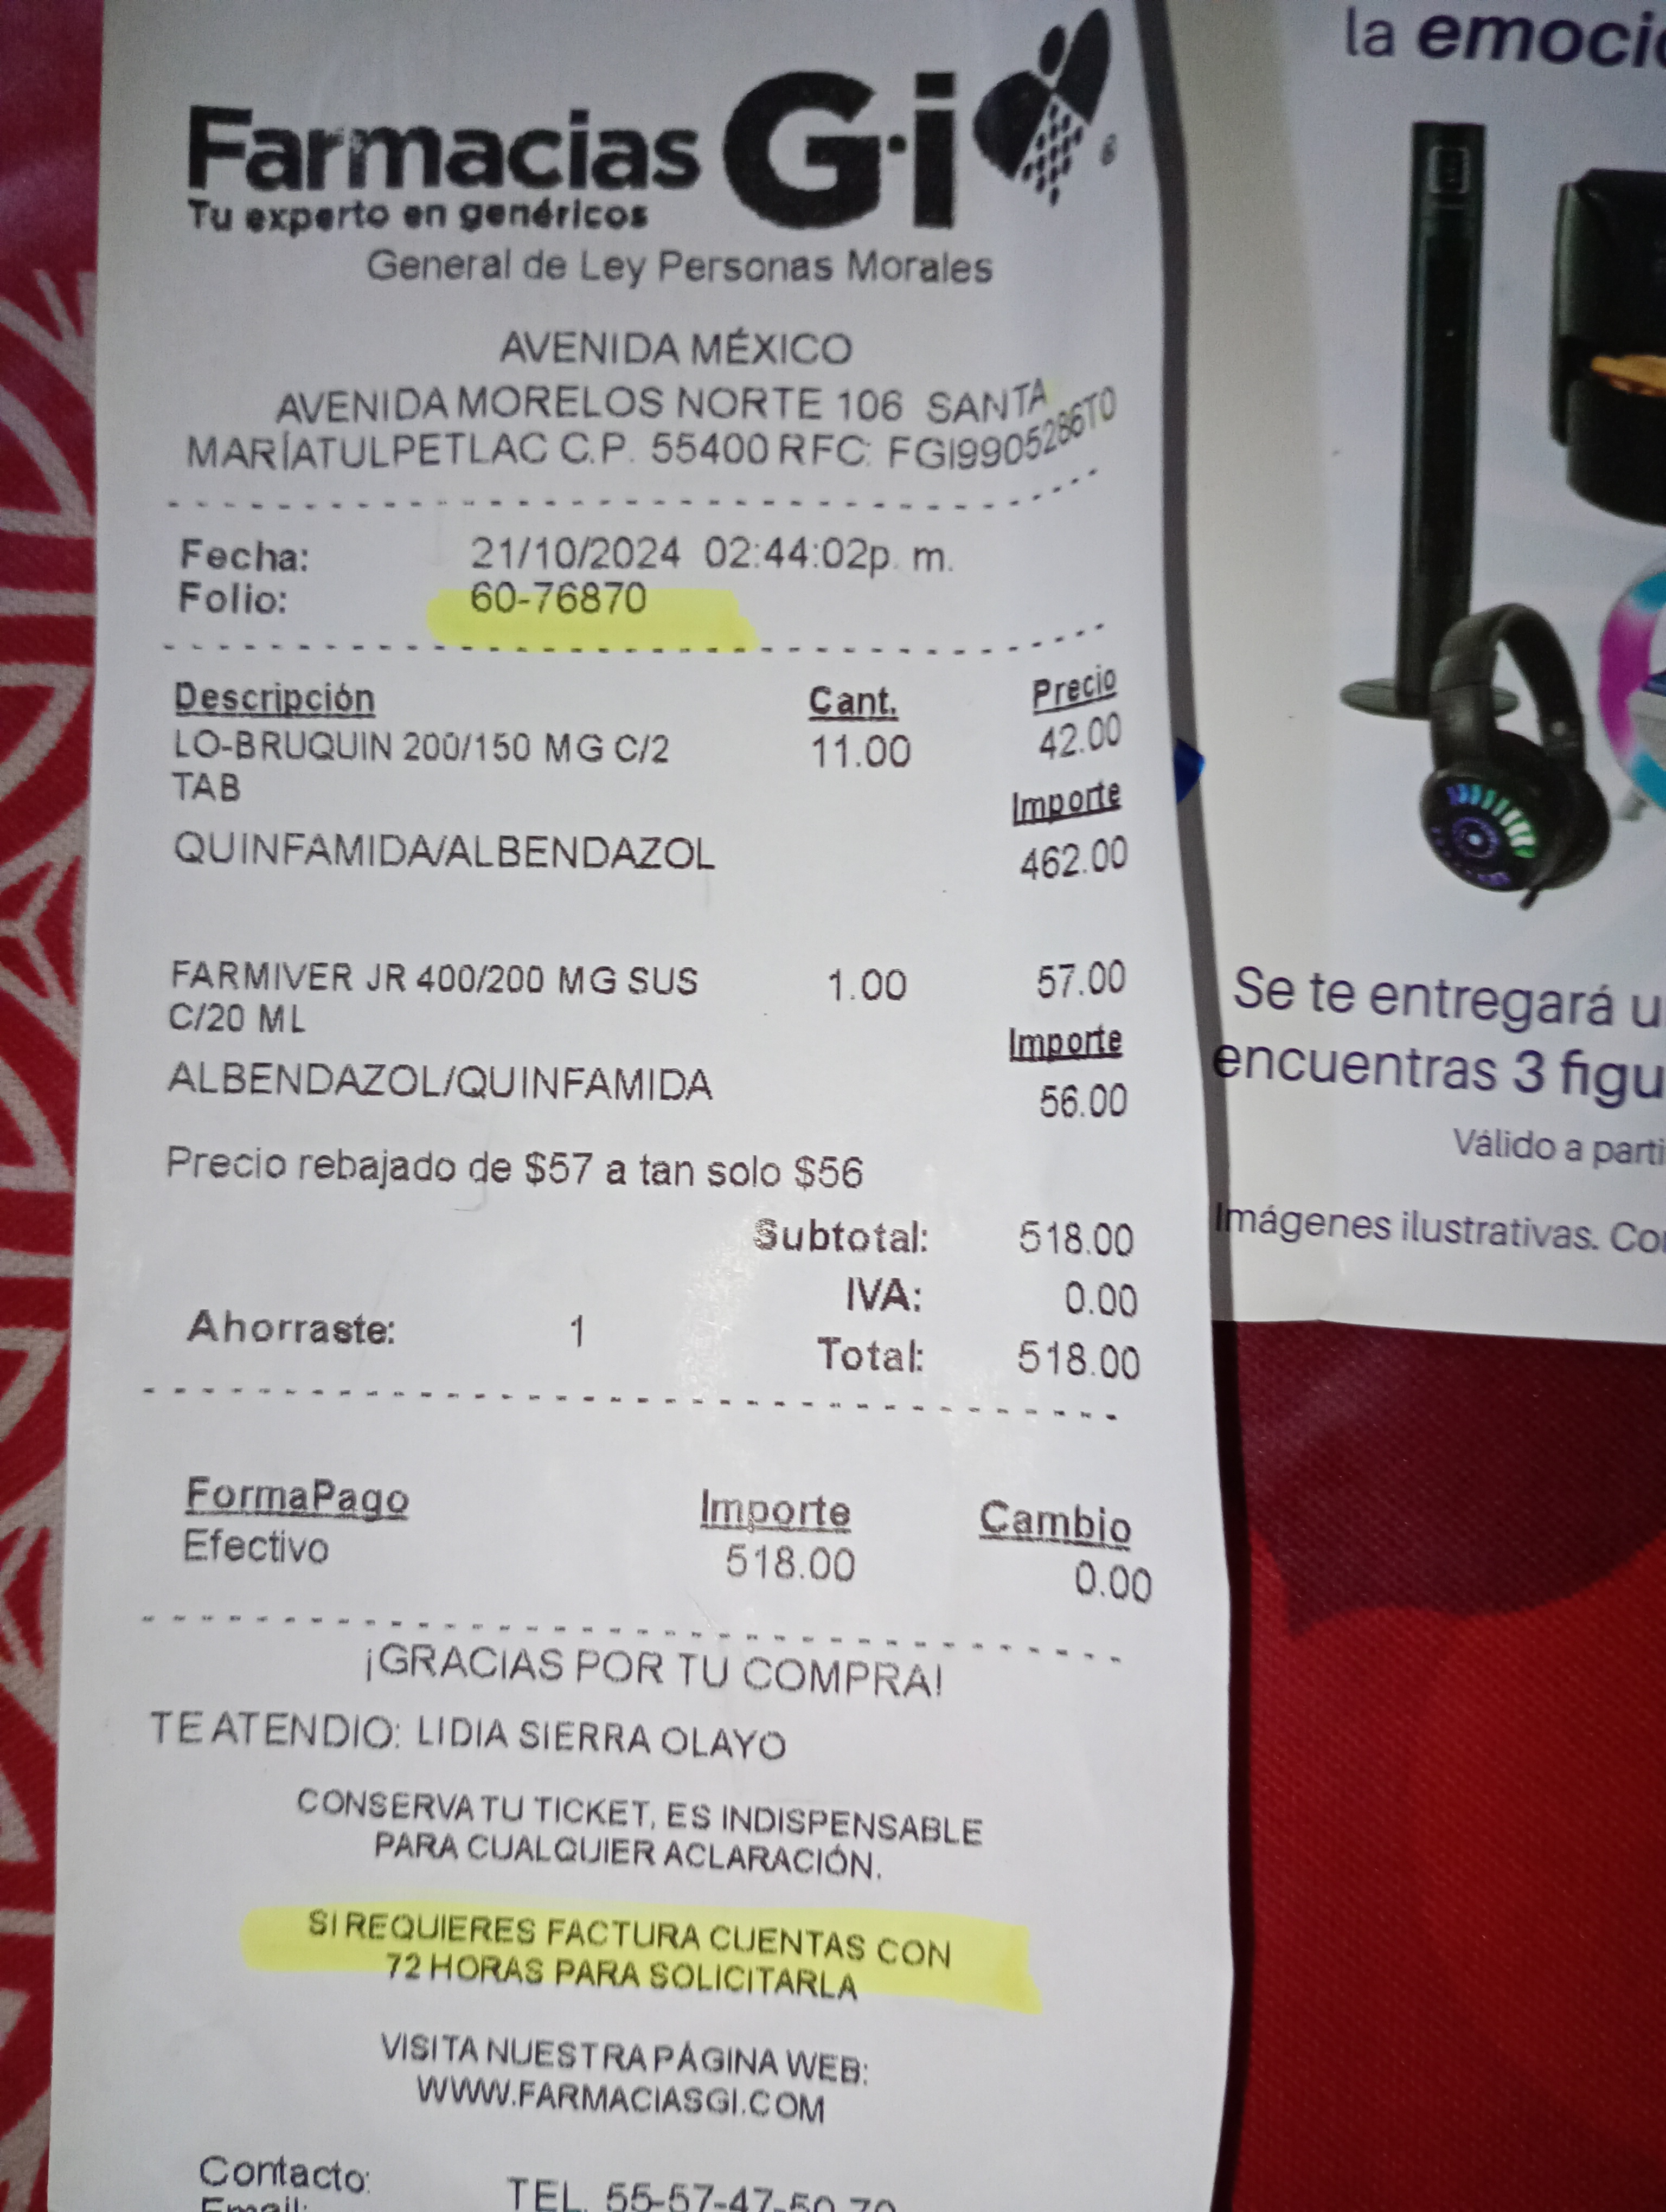 Farmacias G·i
Tu experto en genéricos
General de Ley Personas Morales
AVENIDA MÉXICO
AVENIDA MORELOS NORTE 106 SANTA
MARÍATULPETLAC C.P. 55400 RFC: FGI9905286T0
Fecha: 21/10/2024 02:44:02p. m.
Folio: 60-76870
Descripción Cant. Precio
LO-BRUQUIN 200/150 MG C/2 11.00 42.00
TAB Importe
QUINFAMIDA/ALBENDAZOL 462.00
FARMIVER JR 400/200 MG SUS 1.00 57.00
C/20 ML Importe
ALBENDAZOL/QUINFAMIDA 56.00
Precio rebajado de $57 a tan solo $56
Subtotal: 518.00
IVA: 0.00
Ahorraste: 1
Total: 518.00
FormaPago Importe Cambio
Efectivo 518.00 0.00
¡GRACIAS POR TU COMPRA!
TE ATENDIO: LIDIA SIERRA OLAYO
CONSERVA TU TICKET, ES INDISPENSABLE
PARA CUALQUIER ACLARACIÓN.
SI REQUIERES FACTURA CUENTAS CON
72 HORAS PARA SOLICITARLA
VISITA NUESTRA PÁGINA WEB:
WWW.FARMACIASGI.COM
Contacto: TEL. 55-57-47-50 70
Email:
la emoci
Se te entregará u
encuentras 3 figu
Válido a parti
Imágenes ilustrativas. Co